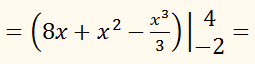 = (8x + x² − x³/3) |₋₂⁴ =